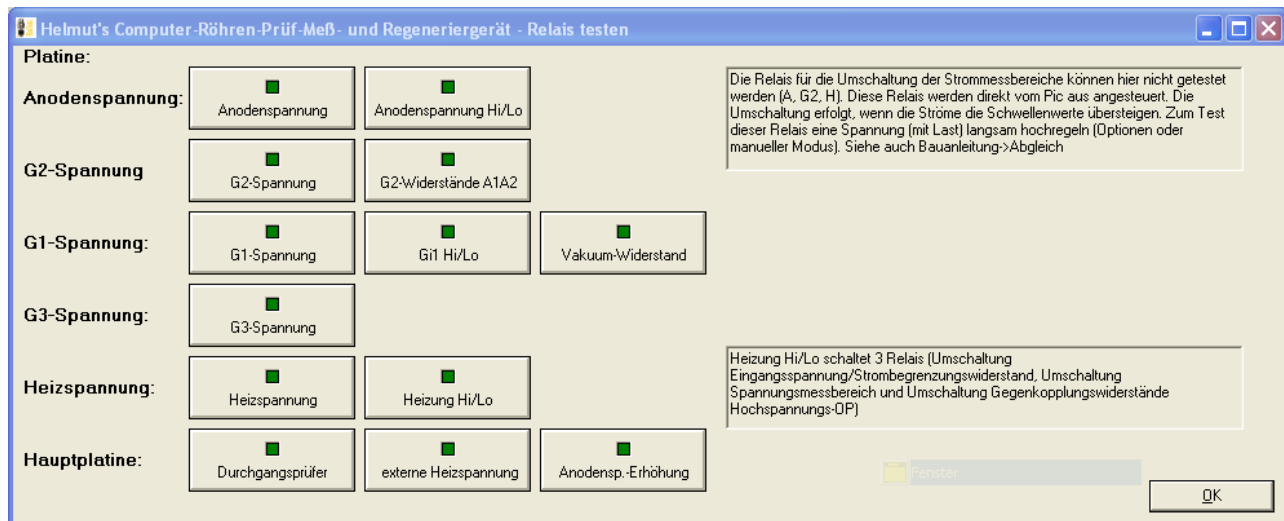 Helmut's Computer-Röhren-Prüf-Meß- und Regeneriergerät - Relais testen
Platine:
Anodenspannung:
Anodenspannung
Anodenspannung Hi/Lo
Die Relais für die Umschaltung der Strommessbereiche können hier nicht getestet
werden (A, G2, H). Diese Relais werden direkt vom Pic aus angesteuert. Die
Umschaltung erfolgt, wenn die Ströme die Schwellenwerte übersteigen. Zum Test
dieser Relais eine Spannung (mit Last) langsam hochregeln (Optionen oder
manueller Modus). Siehe auch Bauanleitung->Abgleich
G2-Spannung
G2-Spannung
G2-Widerstände A1A2
G1-Spannung:
G1-Spannung
Gi1 Hi/Lo
Vakuum-Widerstand
G3-Spannung:
G3-Spannung
Heizspannung:
Heizspannung
Heizung Hi/Lo
Heizung Hi/Lo schaltet 3 Relais (Umschaltung
Eingangsspannung/Strombegrenzungswiderstand, Umschaltung
Spannungsmessbereich und Umschaltung Gegenkopplungswiderstände
Hochspannungs-OP)
Hauptplatine:
Durchgangsprüfer
externe Heizspannung
Anodensp.-Erhöhung
Fenster
OK